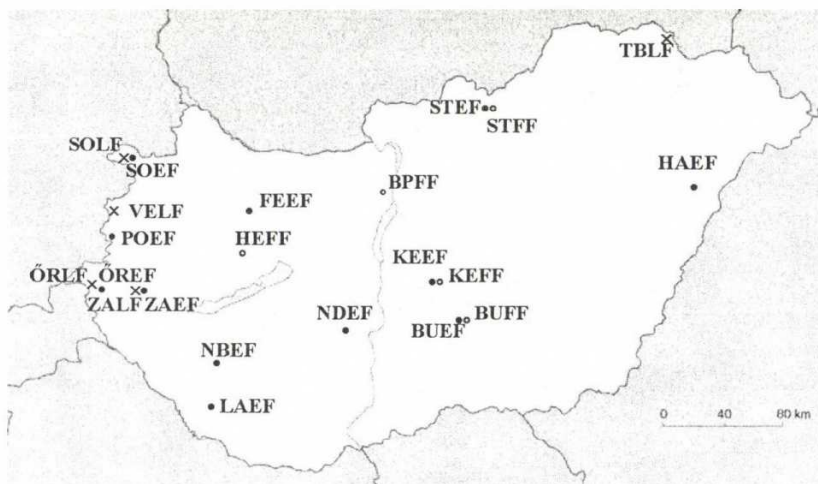 TBLF
STEF
STFF
SOLF
SOEF
HAEF
BPFF
VELF
FEEF
POEF
HEFF
KEEF
ŐRLF ŐREF
KEFF
ZALF ZAEF
NDEF
BUFF
BUEF
NBEF
LAEF
0 40 80 km